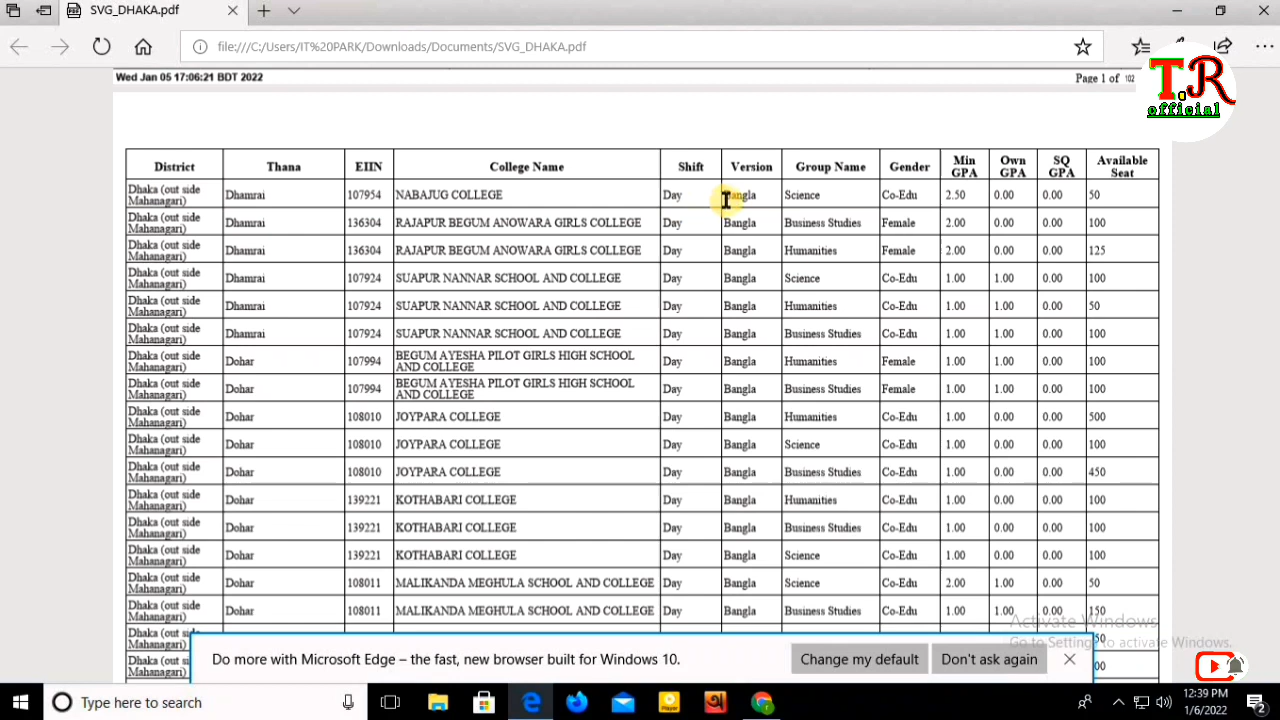 SVG_DHAKA.pdf
file:///C:/Users/IT%20PARK/Downloads/Documents/SVG_DHAKA.pdf
Wed Jan 05 17:06:21 BDT 2022 Page 1 of 102
T.R
official
District Thana EIIN College Name Shift Version Group Name Gender Min GPA Own GPA SQ GPA Available Seat
Dhaka (out side Mahanagari) Dhamrai 107954 NABAJUG COLLEGE Day Bangla Science Co-Edu 2.50 0.00 0.00 50
Dhaka (out side Mahanagari) Dhamrai 136304 RAJAPUR BEGUM ANOWARA GIRLS COLLEGE Day Bangla Business Studies Female 2.00 0.00 0.00 100
Dhaka (out side Mahanagari) Dhamrai 136304 RAJAPUR BEGUM ANOWARA GIRLS COLLEGE Day Bangla Humanities Female 2.00 0.00 0.00 125
Dhaka (out side Mahanagari) Dhamrai 107924 SUAPUR NANNAR SCHOOL AND COLLEGE Day Bangla Science Co-Edu 1.00 1.00 0.00 100
Dhaka (out side Mahanagari) Dhamrai 107924 SUAPUR NANNAR SCHOOL AND COLLEGE Day Bangla Humanities Co-Edu 1.00 1.00 0.00 50
Dhaka (out side Mahanagari) Dhamrai 107924 SUAPUR NANNAR SCHOOL AND COLLEGE Day Bangla Business Studies Co-Edu 1.00 1.00 0.00 100
Dhaka (out side Mahanagari) Dohar 107994 BEGUM AYESHA PILOT GIRLS HIGH SCHOOL AND COLLEGE Day Bangla Humanities Female 1.00 1.00 0.00 100
Dhaka (out side Mahanagari) Dohar 107994 BEGUM AYESHA PILOT GIRLS HIGH SCHOOL AND COLLEGE Day Bangla Business Studies Female 1.00 1.00 0.00 100
Dhaka (out side Mahanagari) Dohar 108010 JOYPARA COLLEGE Day Bangla Humanities Co-Edu 1.00 0.00 0.00 500
Dhaka (out side Mahanagari) Dohar 108010 JOYPARA COLLEGE Day Bangla Science Co-Edu 1.00 0.00 0.00 100
Dhaka (out side Mahanagari) Dohar 108010 JOYPARA COLLEGE Day Bangla Business Studies Co-Edu 1.00 0.00 0.00 450
Dhaka (out side Mahanagari) Dohar 139221 KOTHABARI COLLEGE Day Bangla Humanities Co-Edu 1.00 0.00 0.00 100
Dhaka (out side Mahanagari) Dohar 139221 KOTHABARI COLLEGE Day Bangla Business Studies Co-Edu 1.00 0.00 0.00 100
Dhaka (out side Mahanagari) Dohar 139221 KOTHABARI COLLEGE Day Bangla Science Co-Edu 1.00 0.00 0.00 100
Dhaka (out side Mahanagari) Dohar 108011 MALIKANDA MEGHULA SCHOOL AND COLLEGE Day Bangla Science Co-Edu 2.00 1.00 0.00 50
Dhaka (out side Mahanagari) Dohar 108011 MALIKANDA MEGHULA SCHOOL AND COLLEGE Day Bangla Business Studies Co-Edu 1.00 1.00 0.00 150
Activate Windows
Go to Settings to activate Windows.
Do more with Microsoft Edge – the fast, new browser built for Windows 10. Change my default Don't ask again
Type here to search
12:39 PM
1/6/2022